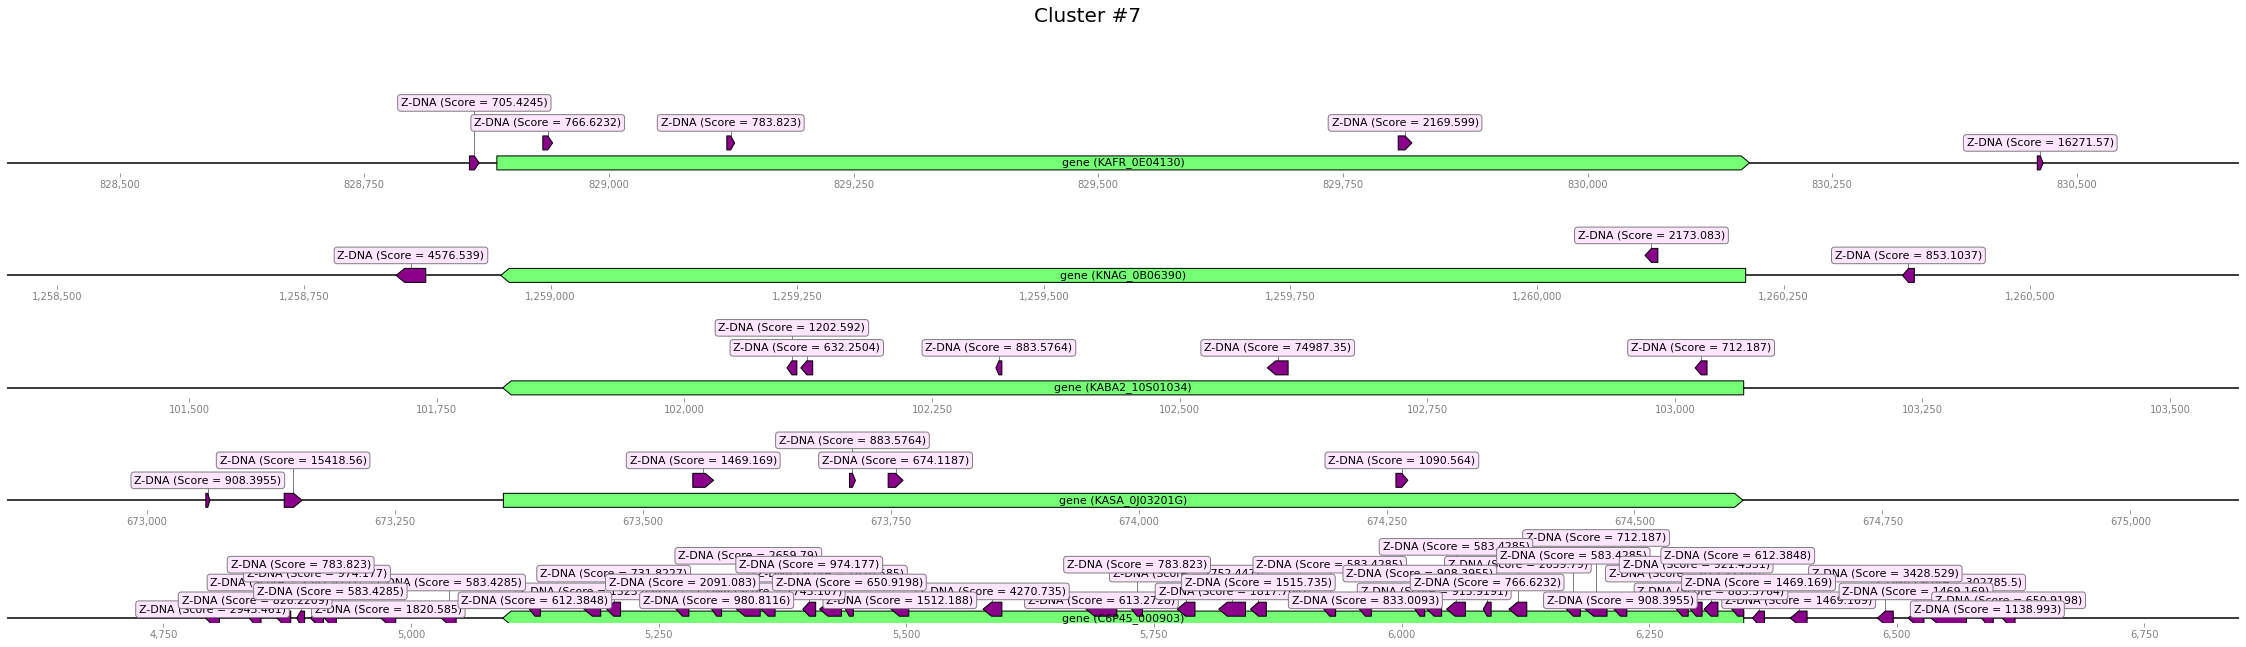 Cluster #7
Z-DNA (Score = 705.4245)
Z-DNA (Score = 766.6232)
Z-DNA (Score = 783.823)
Z-DNA (Score = 2169.599)
Z-DNA (Score = 16271.57)
gene (KAFR_0E04130)
828,500 828,750 829,000 829,250 829,500 829,750 830,000 830,250 830,500
Z-DNA (Score = 2173.083)
Z-DNA (Score = 4576.539)
Z-DNA (Score = 853.1037)
gene (KNAG_0B06390)
1,258,500 1,258,750 1,259,000 1,259,250 1,259,500 1,259,750 1,260,000 1,260,250 1,260,500
Z-DNA (Score = 1202.592)
Z-DNA (Score = 632.2504)
Z-DNA (Score = 883.5764)
Z-DNA (Score = 74987.35)
Z-DNA (Score = 712.187)
gene (KABA2_10S01034)
101,500 101,750 102,000 102,250 102,500 102,750 103,000 103,250 103,500
Z-DNA (Score = 883.5764)
Z-DNA (Score = 15418.56)
Z-DNA (Score = 1469.169)
Z-DNA (Score = 674.1187)
Z-DNA (Score = 1090.564)
Z-DNA (Score = 908.3955)
gene (KASA_0J03201G)
673,000 673,250 673,500 673,750 674,000 674,250 674,500 674,750 675,000
Z-DNA (Score = 712.187)
Z-DNA (Score = 583.4285
Z-DNA (Score = 2659.79)
Z-DNA (Score = 583.4285)
Z-DNA (Score = 612.3848)
Z-DNA (Score = 783.823)
Z-DNA (Score = 974.177)
Z-DNA (Score = 783.823)
Z-DNA (Score = 583.4285)
Z-DNA (Score = 731.8227)
Z-DNA (Score = 908.3955)
Z-DNA (Score = 3428.529)
Z-DNA (Score = 583.4285)
Z-DNA (Score = 2091.083)
Z-DNA (Score = 650.9198)
Z-DNA (Score = 1515.735)
Z-DNA (Score = 766.6232)
Z-DNA (Score = 1469.169)
302785.5)
Z-DNA (Score = 583.4285)
Z-DNA (Score = 4270.735)
Z-DNA (Score = 612.3848)
Z-DNA (Score = 980.8116)
Z-DNA (Score = 1512.188)
Z-DNA (Score = 613.2728)
Z-DNA (Score = 833.0093)
Z-DNA (Score = 908.3955)
Z-DNA (Score = 1469.169)
Z-DNA (Score = 650.9198)
Z-DNA (Score = 1820.585)
Z-DNA (Score = 1138.993)
gene (C6P45_000903)
4,750 5,000 5,250 5,500 5,750 6,000 6,250 6,500 6,750